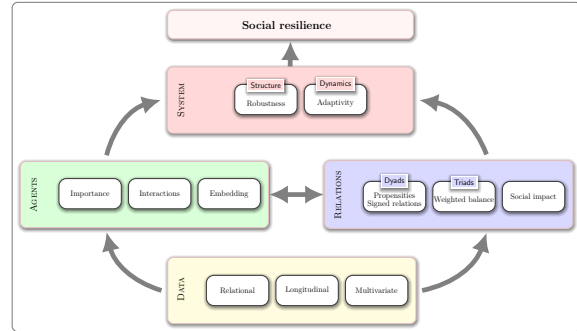 Social resilience
SYSTEM
Structure
Robustness
Dynamics
Adaptivity
AGENTS
Importance
Interactions
Embedding
RELATIONS
Dyads
Propensities
Signed relations
Triads
Weighted balance
Social impact
DATA
Relational
Longitudinal
Multivariate